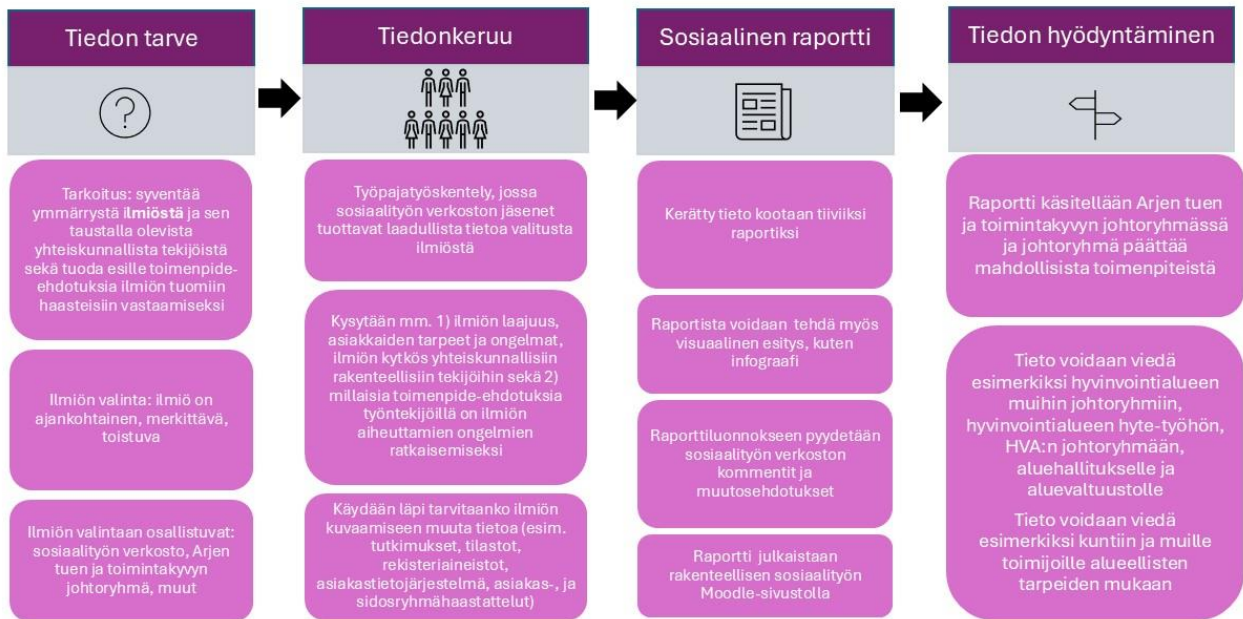 Tiedon tarve
Tarkoitus: syventää
ymmärrystä ilmiöstä ja sen
taustalla olevista
yhteiskunnallista tekijöistä
sekä tuoda esille toimenpide-
ehdotuksia ilmiön tuomiin
haasteisiin vastaamiseksi
Ilmiön valinta: ilmiö on
ajankohtainen, merkittävä,
toistuva
Ilmiön valintaan osallistuvat:
sosiaalityön verkosto, Arjen
tuen ja toimintakyvyn
johtoryhmä, muut
Tiedonkeruu
Työpajatyöskentely, jossa
sosiaalityön verkoston jäsenet
tuottavat laadullista tietoa valitusta
ilmiöstä
Kysytään mm. 1) ilmiön laajuus,
asiakkaiden tarpeet ja ongelmat,
ilmiön kytkös yhteiskunnallisiin
rakenteellisiin tekijöihin sekä 2)
millaisia toimenpide-ehdotuksia
työntekijöillä on ilmiön
aiheuttamien ongelmien
ratkaisemiseksi
Käydään läpi tarvitaanko ilmiön
kuvaamiseen muuta tietoa (esim.
tutkimukset, tilastot,
rekisteriaineistot,
asiakastietojärjestelmä, asiakas-, ja
sidosryhmähaastattelut)
Sosiaalinen raportti
Kerätty tieto kootaan tiiviiksi
raportiksi
Raportista voidaan tehdä myös
visuaalinen esitys, kuten
infograafi
Raporttiluonnokseen pyydetään
sosiaalityön verkoston
kommentit ja
muutosehdotukset
Raportti julkaistaan
rakenteellisen sosiaalityön
Moodle-sivustolla
Tiedon hyödyntäminen
Raportti käsitellään Arjen tuen
ja toimintakyvyn johtoryhmässä
ja johtoryhmä päättää
mahdollisista toimenpiteistä
Tieto voidaan viedä
esimerkiksi hyvinvointialueen
muihin johtoryhmiin,
hyvinvointialueen hyte-työhön,
HVA:n johtoryhmään,
aluehallitukselle ja
aluevaltuustolle
Tieto voidaan viedä
esimerkiksi kuntiin ja muille
toimijoille alueellisten
tarpeiden mukaan